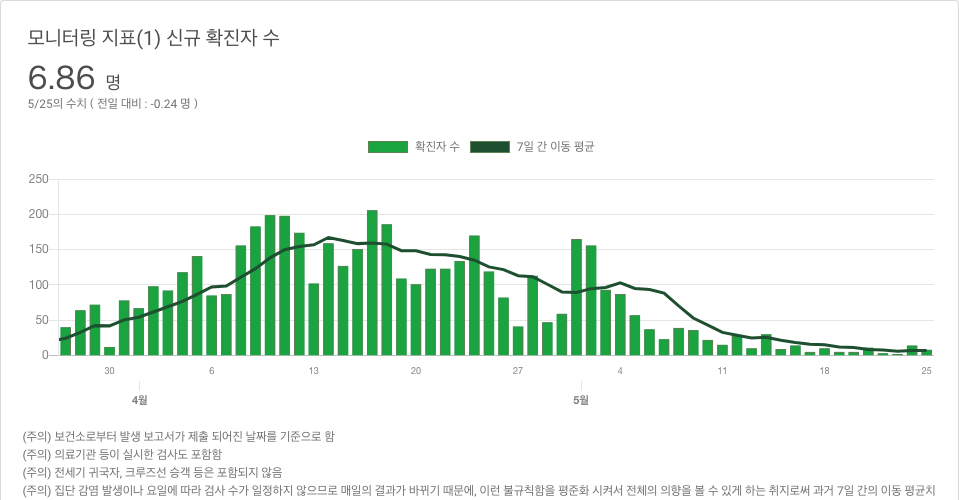 모니터링 지표(1) 신규 확진자 수
6.86 명
5/25의 수치 ( 전일 대비 : -0.24 명 )
확진자 수 7일 간 이동 평균
250
200
150
100
50
0
30 6 13 20 27 4 11 18 25
4월 5월
(주의) 보건소로부터 발생 보고서가 제출 되어진 날짜를 기준으로 함
(주의) 의료기관 등이 실시한 검사도 포함함
(주의) 전세기 귀국자, 크루즈선 승객 등은 포함되지 않음
(주의) 집단 감염 발생이나 요일에 따라 검사 수가 일정하지 않으므로 매일의 결과가 바뀌기 때문에, 이런 불규칙함을 평준화 시켜서 전체의 의향을 볼 수 있게 하는 취지로써 과거 7일 간의 이동 평균치